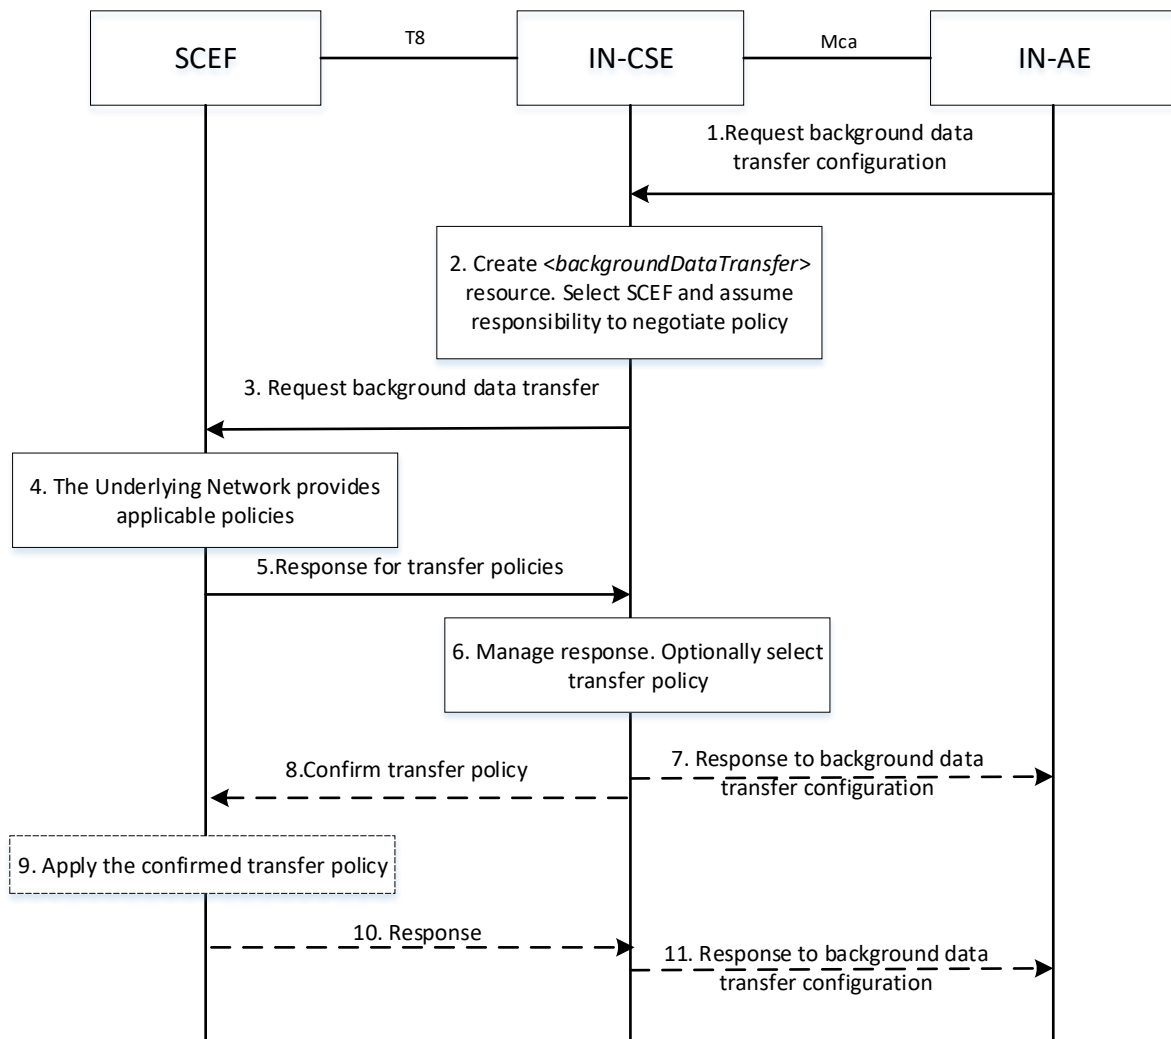 SCEF
T8
IN-CSE
Mca
IN-AE
1.Request background data
transfer configuration
2. Create <backgroundDataTransfer>
resource. Select SCEF and assume
responsibility to negotiate policy
3. Request background data transfer
4. The Underlying Network provides
applicable policies
5.Response for transfer policies
6. Manage response. Optionally select
transfer policy
7. Response to background data
transfer configuration
8.Confirm transfer policy
9. Apply the confirmed transfer policy
10. Response
11. Response to background data
transfer configuration